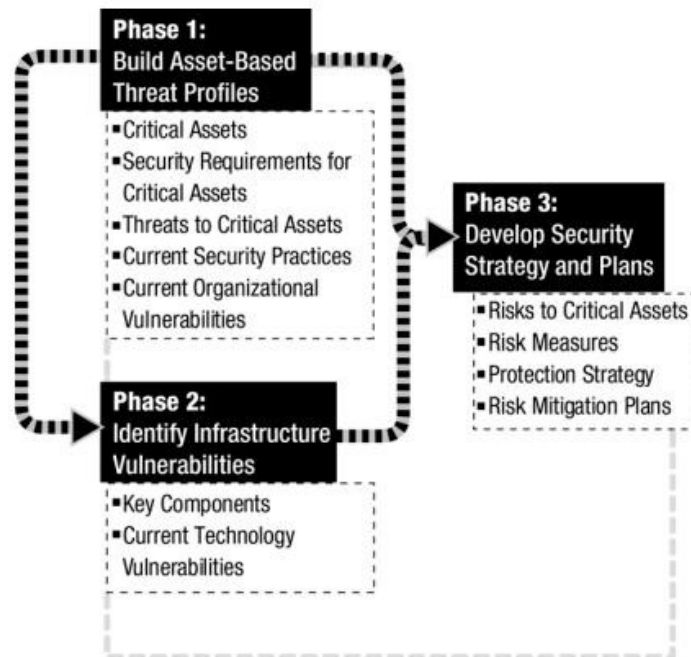 Phase 1:
Build Asset-Based
Threat Profiles
▪Critical Assets
▪Security Requirements for
Critical Assets
▪Threats to Critical Assets
▪Current Security Practices
▪Current Organizational
Vulnerabilities
Phase 2:
Identify Infrastructure
Vulnerabilities
▪Key Components
▪Current Technology
Vulnerabilities
Phase 3:
Develop Security
Strategy and Plans
▪Risks to Critical Assets
▪Risk Measures
▪Protection Strategy
▪Risk Mitigation Plans